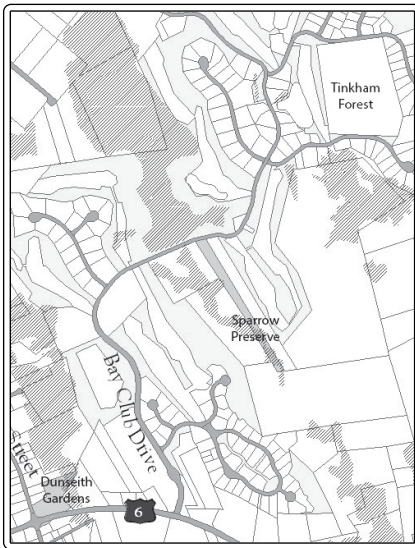 Tinkham
Forest
Sparrow
Preserve
Bay Club Drive
Street
Dunseith
Gardens
6